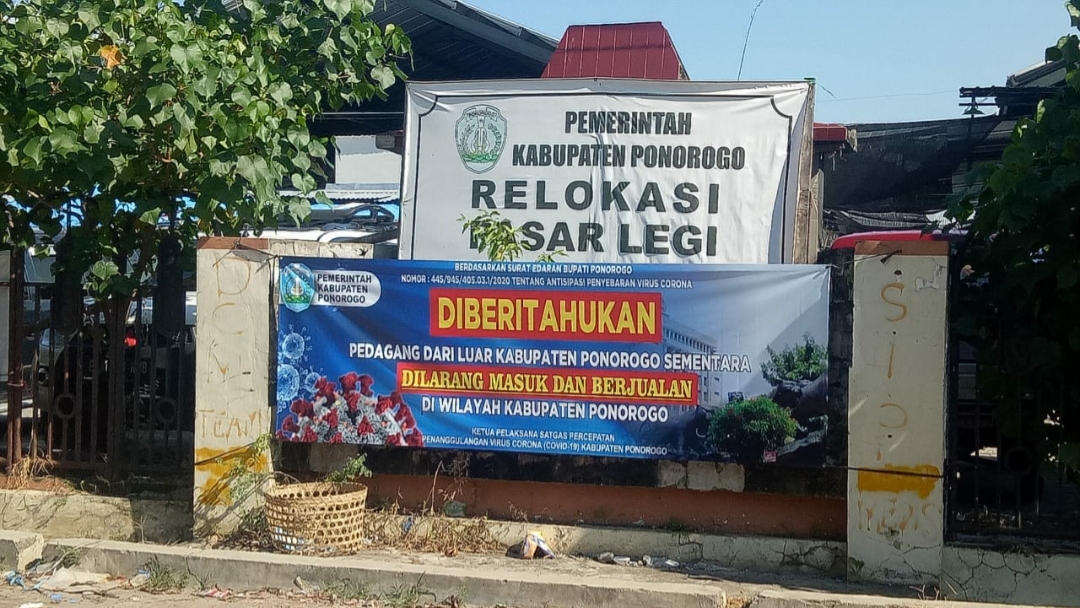 PEMERINTAH
KABUPATEN PONOROGO
RELOKASI
SAR LEGI
BERDASARKAN SURAT EDARAN BUPATI PONOROGO
NOMOR : 445/945/405.03.1/2020 TENTANG ANTISIPASI PENYEBARAN VIRUS CORONA
PEMERINTAH
KABUPATEN
PONOROGO
DIBERITAHUKAN
PEDAGANG DARI LUAR KABUPATEN PONOROGO SEMENTARA
DILARANG MASUK DAN BERJUALAN
DI WILAYAH KABUPATEN PONOROGO
KETUA PELAKSANA SATGAS PERCEPATAN
PENANGGULANGAN VIRUS CORONA (COVID-19) KABUPATEN PONOROGO